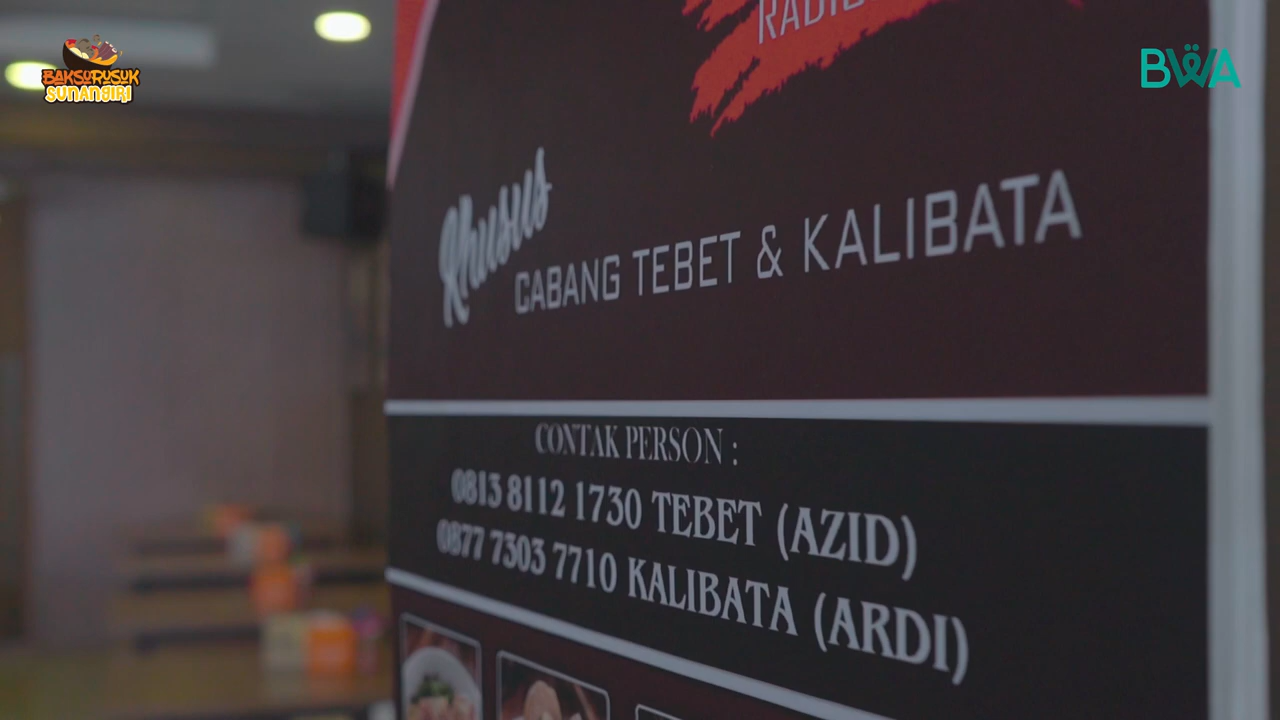 BAKSO RUSUK
SUNANGIRI
BWA
Khusus
CABANG TEBET & KALIBATA
CONTAK PERSON :
0813 8112 1730 TEBET (AZID)
0877 7303 7710 KALIBATA (ARDI)